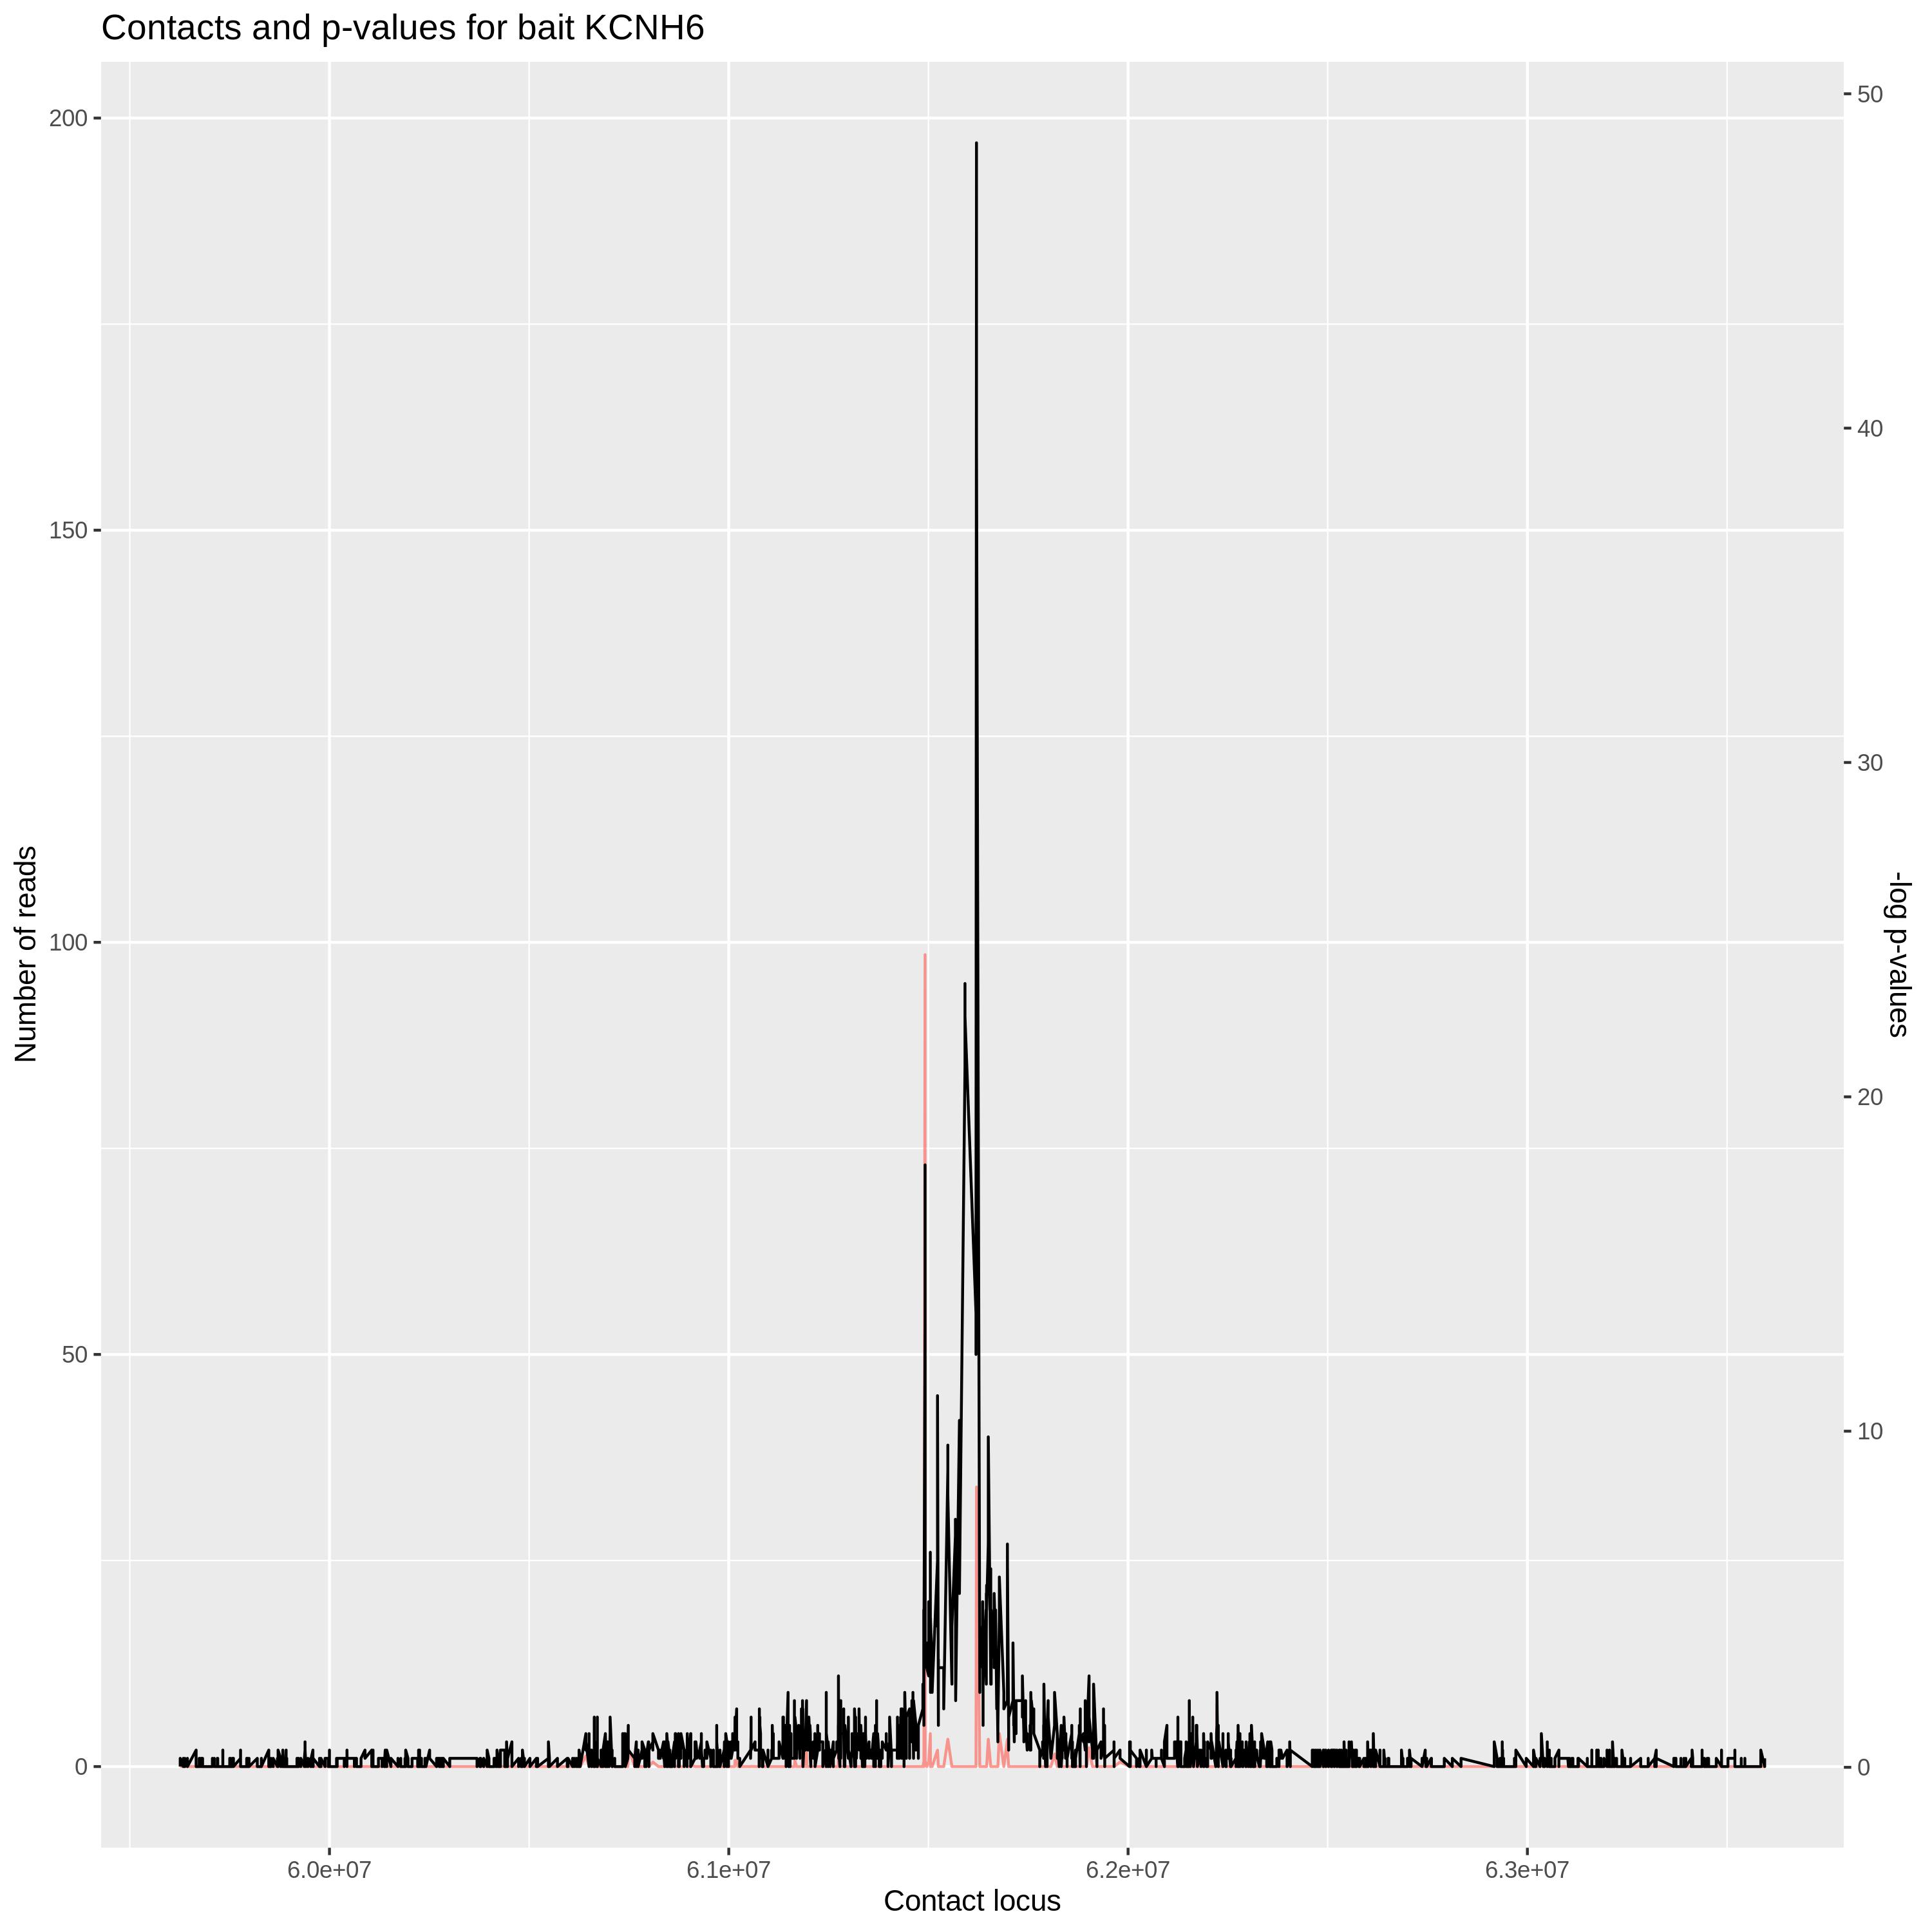 Contacts and p-values for bait KCNH6
200
150
100
50
0
Number of reads
50
40
30
20
10
0
-log p-values
6.0e+07
6.1e+07
6.2e+07
6.3e+07
Contact locus